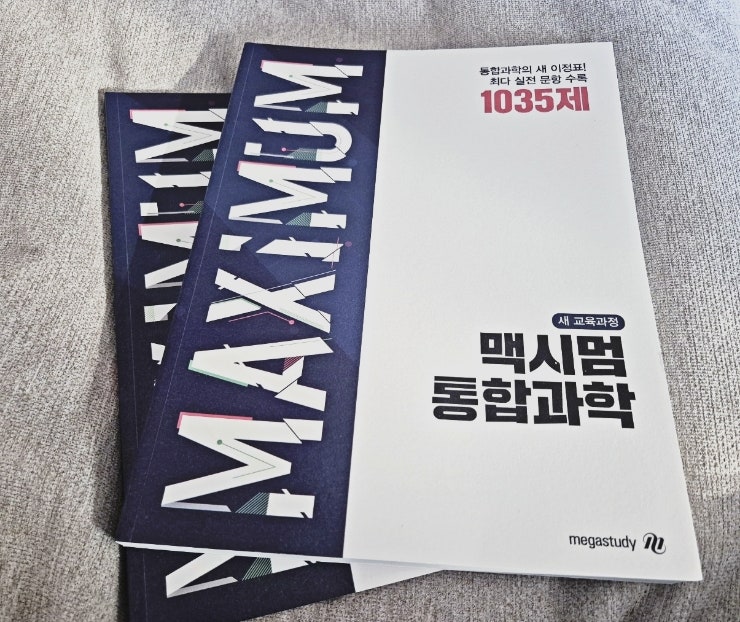 통합과학의 새 이정표!
최다 실전 문항 수록
1035제
MAXIMUM
새 교육과정
맥시멈
통합과학
megastudy
MAXIMUM